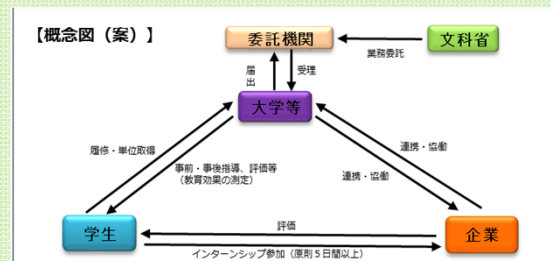 【概念図（案）】
委託機関
文科省
業務委託
届出
受理
大学等
履修・単位取得
事前・事後指導、評価等
（教育効果の測定）
連携・協働
連携・協働
学生
評価
企業
インターンシップ参加（原則５日間以上）